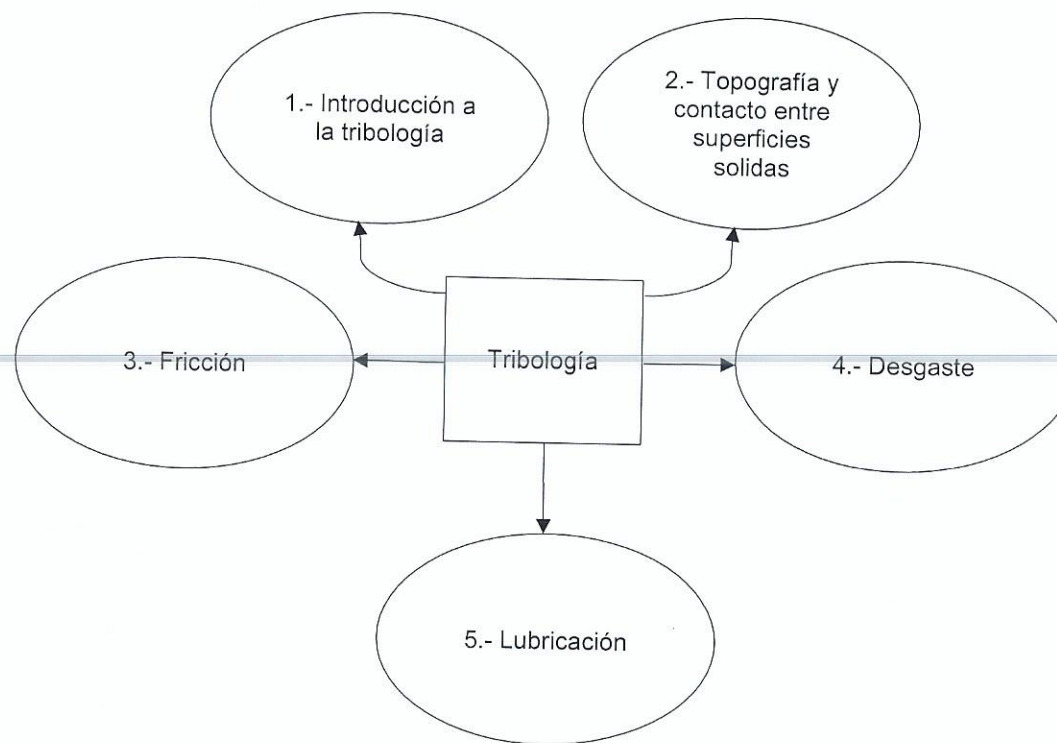 1.- Introducción a
la tribología
2.- Topografía y
contacto entre
superficies
solidas
3.- Fricción
Tribología
4.- Desgaste
5.- Lubricación